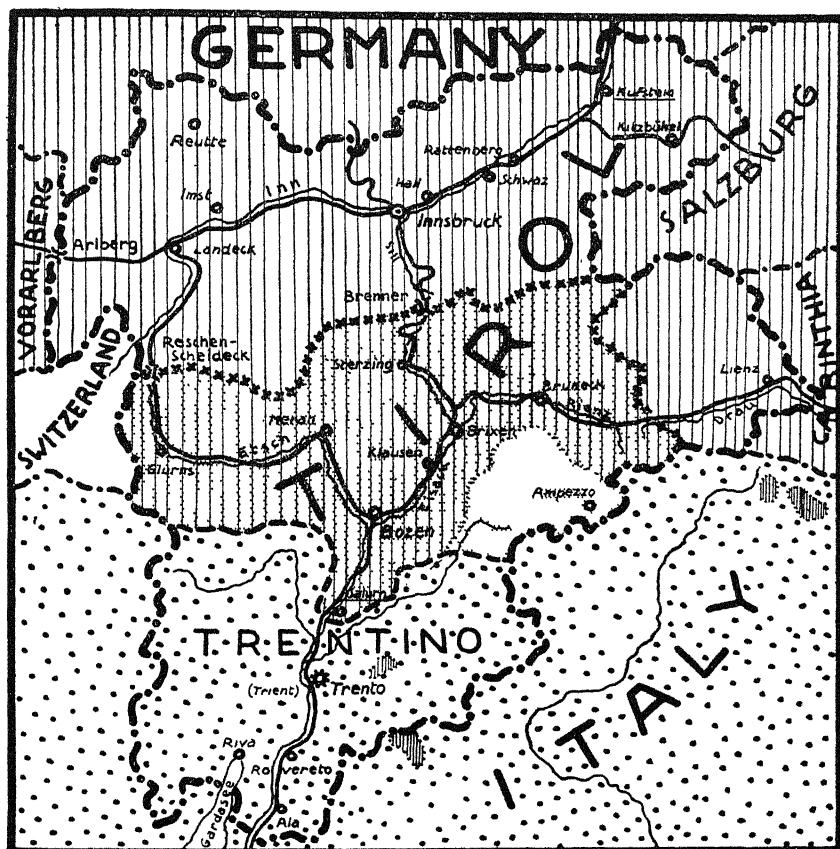 GERMANY
Kufstein
Reutte
Kitzbühel
Rattenberg
SALZBURG
Schwaz
Hall
Inn
Imst
Innsbruck
VORARLBERG
Arlberg
Landeck
Sill
TIROL
Brenner
CARINTHIA
Reschen-
Scheideck
SWITZERLAND
Sterzing
Lienz
Bruneck
Rienz
Drau
Meran
Etsch
Brixen
Glurns
Klausen
Ampezzo
Bozen
Salurn
TRENTINO
ITALY
(Trient)
Trento
Riva
Rovereto
Gardasee
Ala